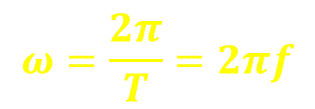 ω = 2π/T = 2πf